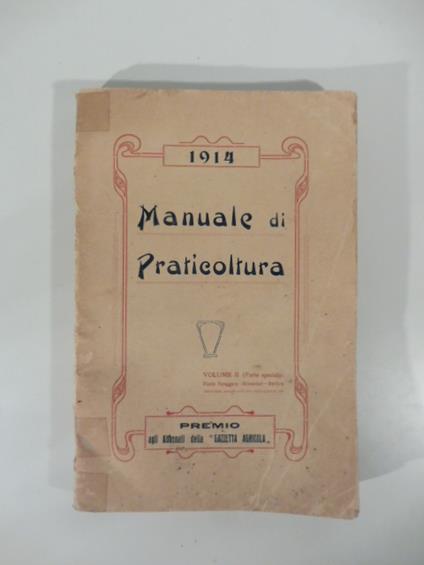 1914
Manuale di
Praticoltura
VOLUME II (Parte speciale)
PREMIO
agli Abbonati della "GAZZETTA AGRICOLA"